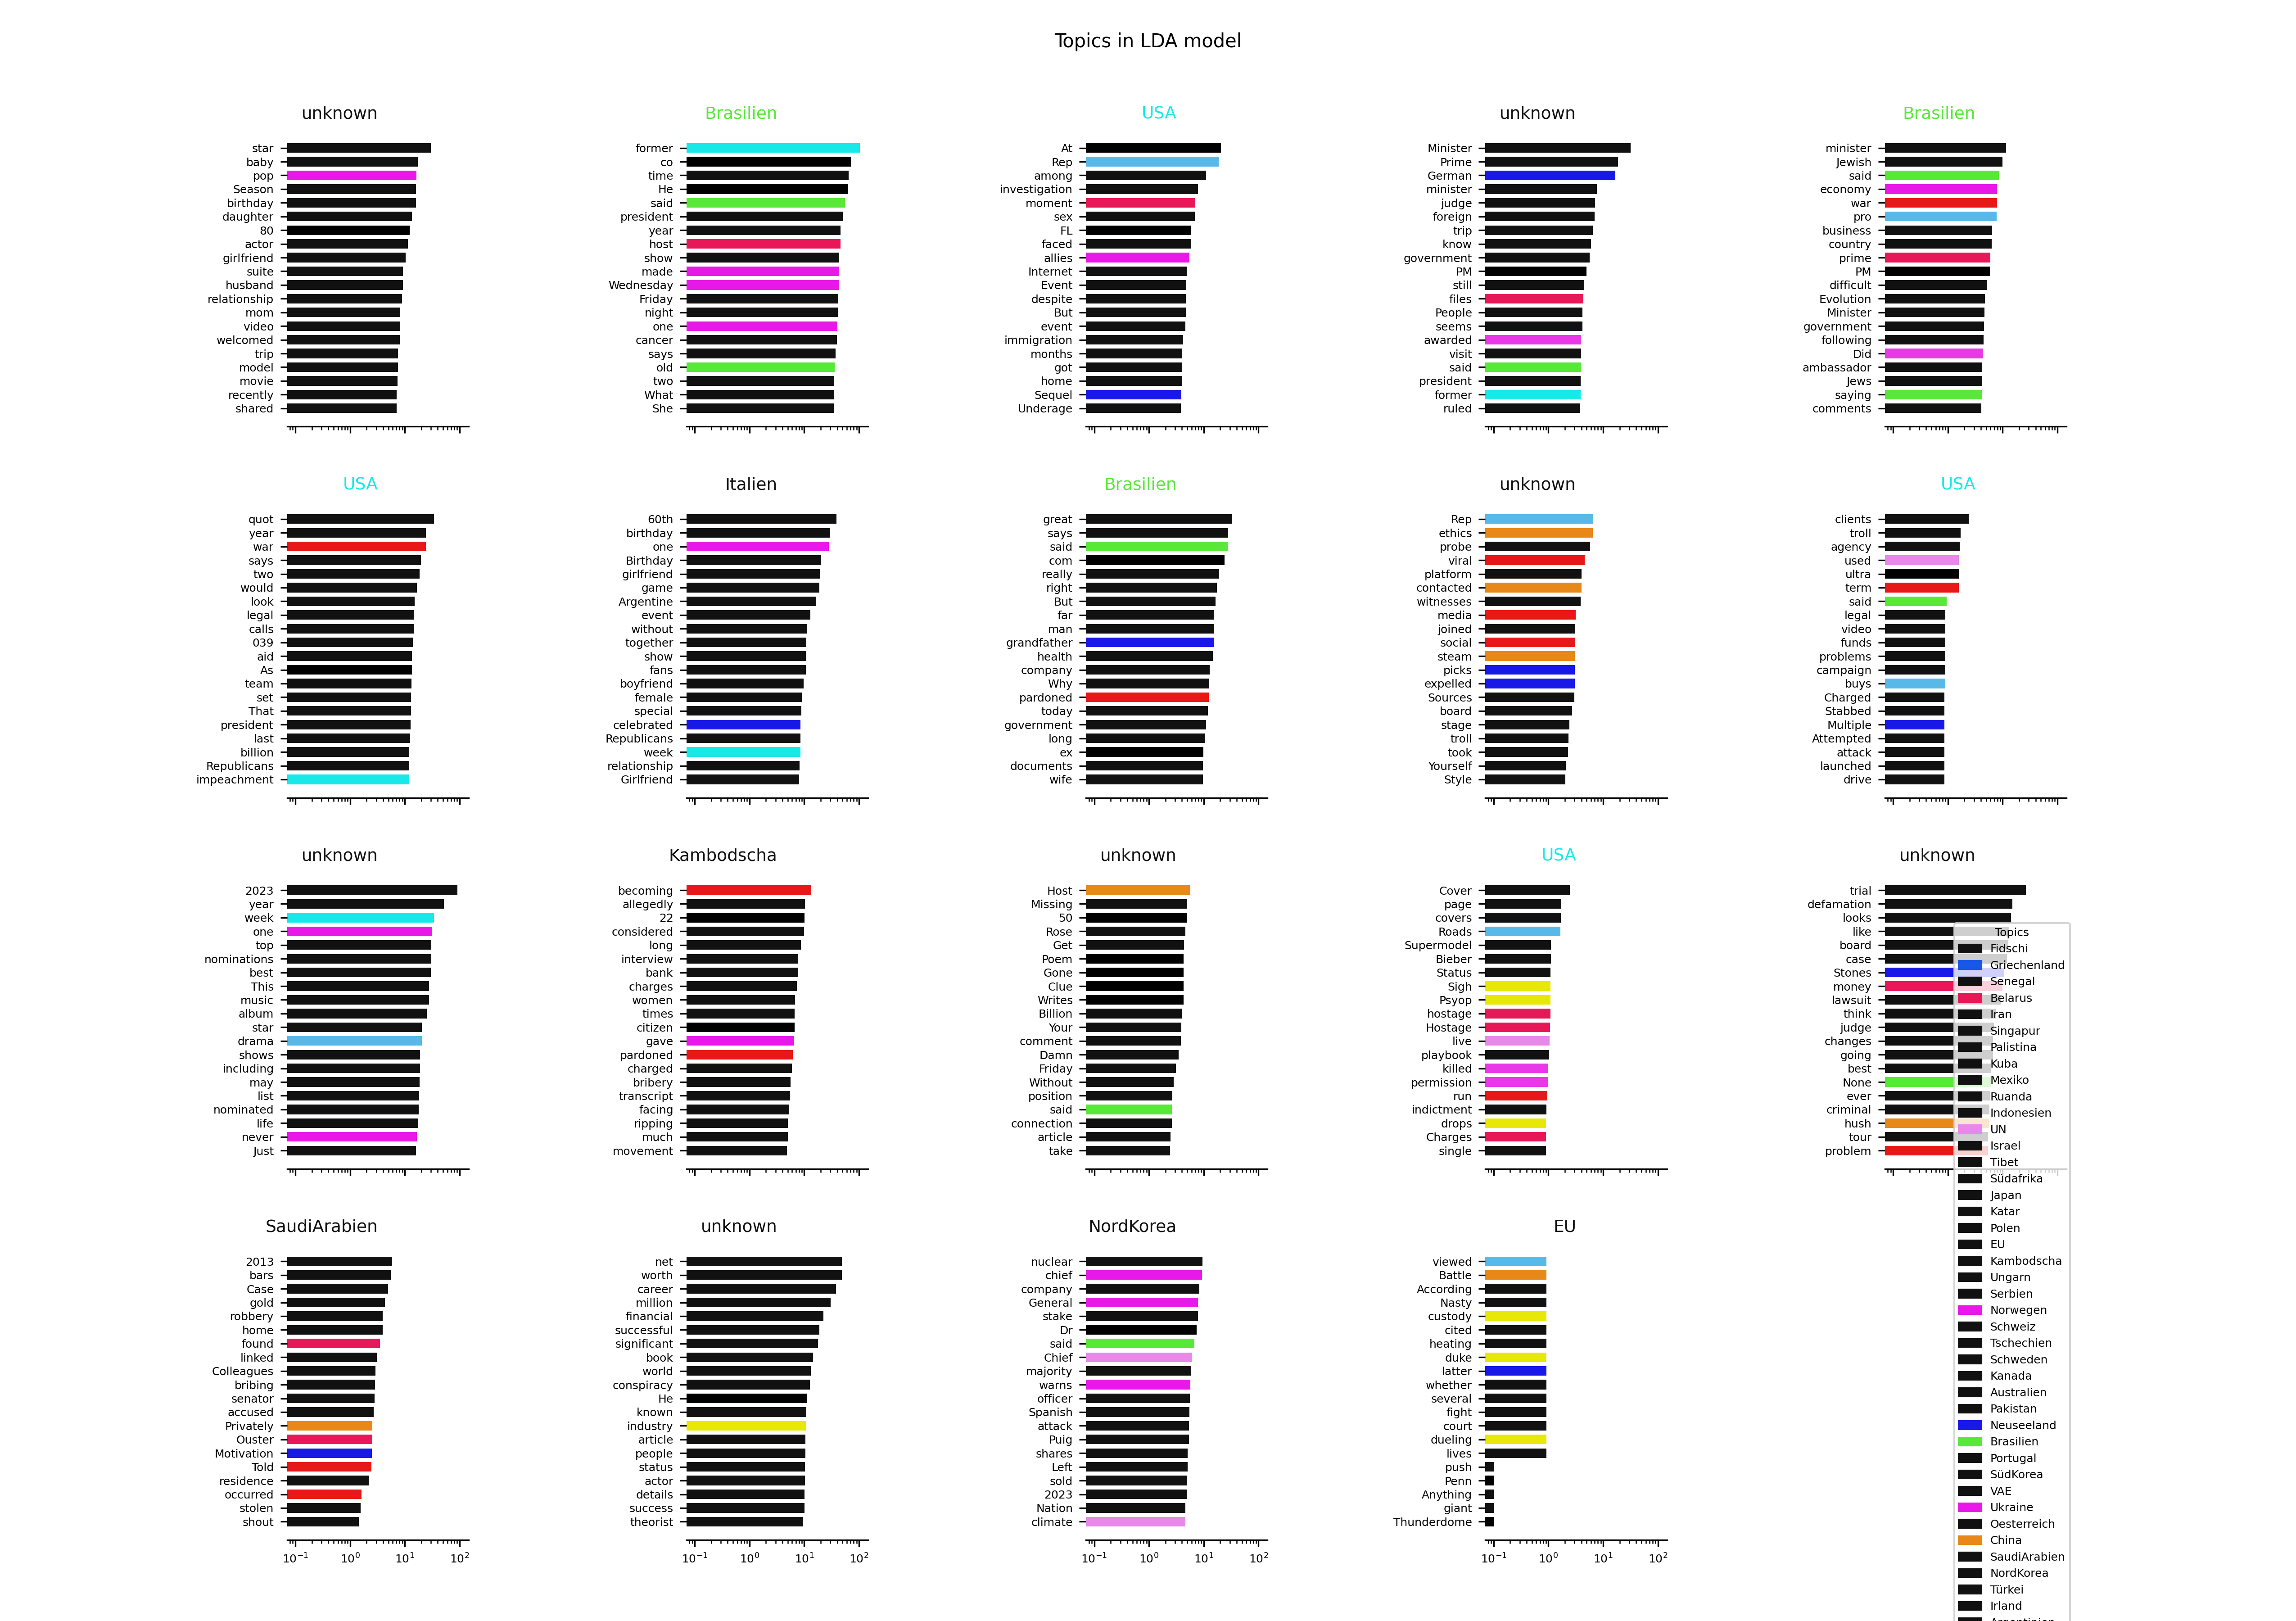 Topics in LDA model
unknown
star
baby
pop
Season
birthday
daughter
80
actor
girlfriend
suite
husband
relationship
mom
video
welcomed
trip
model
movie
recently
shared
Brasilien
former
co
time
He
said
president
year
host
show
made
Wednesday
Friday
night
one
cancer
says
old
two
What
She
USA
At
Rep
among
investigation
moment
sex
FL
faced
allies
Internet
Event
despite
But
event
immigration
months
got
home
Sequel
Underage
unknown
Minister
Prime
German
minister
judge
foreign
trip
know
government
PM
still
files
People
seems
awarded
visit
said
president
former
ruled
Brasilien
minister
Jewish
said
economy
war
pro
business
country
prime
PM
difficult
Evolution
Minister
government
following
Did
ambassador
Jews
saying
comments
USA
quot
year
war
says
two
would
look
legal
calls
039
aid
As
team
set
That
president
last
billion
Republicans
impeachment
Italien
60th
birthday
one
Birthday
girlfriend
game
Argentine
event
without
together
show
fans
boyfriend
female
special
celebrated
Republicans
week
relationship
Girlfriend
Brasilien
great
says
said
com
really
right
But
far
man
grandfather
health
company
Why
pardoned
today
government
long
ex
documents
wife
unknown
Rep
ethics
probe
viral
platform
contacted
witnesses
media
joined
social
steam
picks
expelled
Sources
board
stage
troll
took
Yourself
Style
USA
clients
troll
agency
used
ultra
term
said
legal
video
funds
problems
campaign
buys
Charged
Stabbed
Multiple
Attempted
attack
launched
drive
unknown
2023
year
week
one
top
nominations
best
This
music
album
star
drama
shows
including
may
list
nominated
life
never
Just
Kambodscha
becoming
allegedly
22
considered
long
interview
bank
charges
women
times
citizen
gave
pardoned
charged
bribery
transcript
facing
ripping
much
movement
unknown
Host
Missing
50
Rose
Get
Poem
Gone
Clue
Writes
Billion
Your
comment
Damn
Friday
Without
position
said
connection
article
take
USA
Cover
page
covers
Roads
Supermodel
Bieber
Status
Sigh
Psyop
hostage
Hostage
live
playbook
killed
permission
run
indictment
drops
Charges
single
unknown
trial
defamation
looks
like
board
case
Stones
money
lawsuit
think
judge
changes
going
best
None
ever
criminal
hush
tour
problem
SaudiArabien
2013
bars
Case
gold
robbery
home
found
linked
Colleagues
bribing
senator
accused
Privately
Ouster
Motivation
Told
residence
occurred
stolen
shout
10⁻¹ 10⁰ 10¹ 10²
unknown
net
worth
career
million
financial
successful
significant
book
world
conspiracy
He
known
industry
article
people
status
actor
details
success
theorist
10⁻¹ 10⁰ 10¹ 10²
NordKorea
nuclear
chief
company
General
stake
Dr
said
Chief
majority
warns
officer
Spanish
attack
Puig
shares
Left
sold
2023
Nation
climate
10⁻¹ 10⁰ 10¹ 10²
EU
viewed
Battle
According
Nasty
custody
cited
heating
duke
latter
whether
several
fight
court
dueling
lives
push
Penn
Anything
giant
Thunderdome
10⁻¹ 10⁰ 10¹ 10²
Topics
Fidschi
Griechenland
Senegal
Belarus
Iran
Singapur
Palistina
Kuba
Mexiko
Ruanda
Indonesien
UN
Israel
Tibet
Südafrika
Japan
Katar
Polen
EU
Kambodscha
Ungarn
Serbien
Norwegen
Schweiz
Tschechien
Schweden
Kanada
Australien
Pakistan
Neuseeland
Brasilien
Portugal
SüdKorea
VAE
Ukraine
Oesterreich
China
SaudiArabien
NordKorea
Türkei
Irland